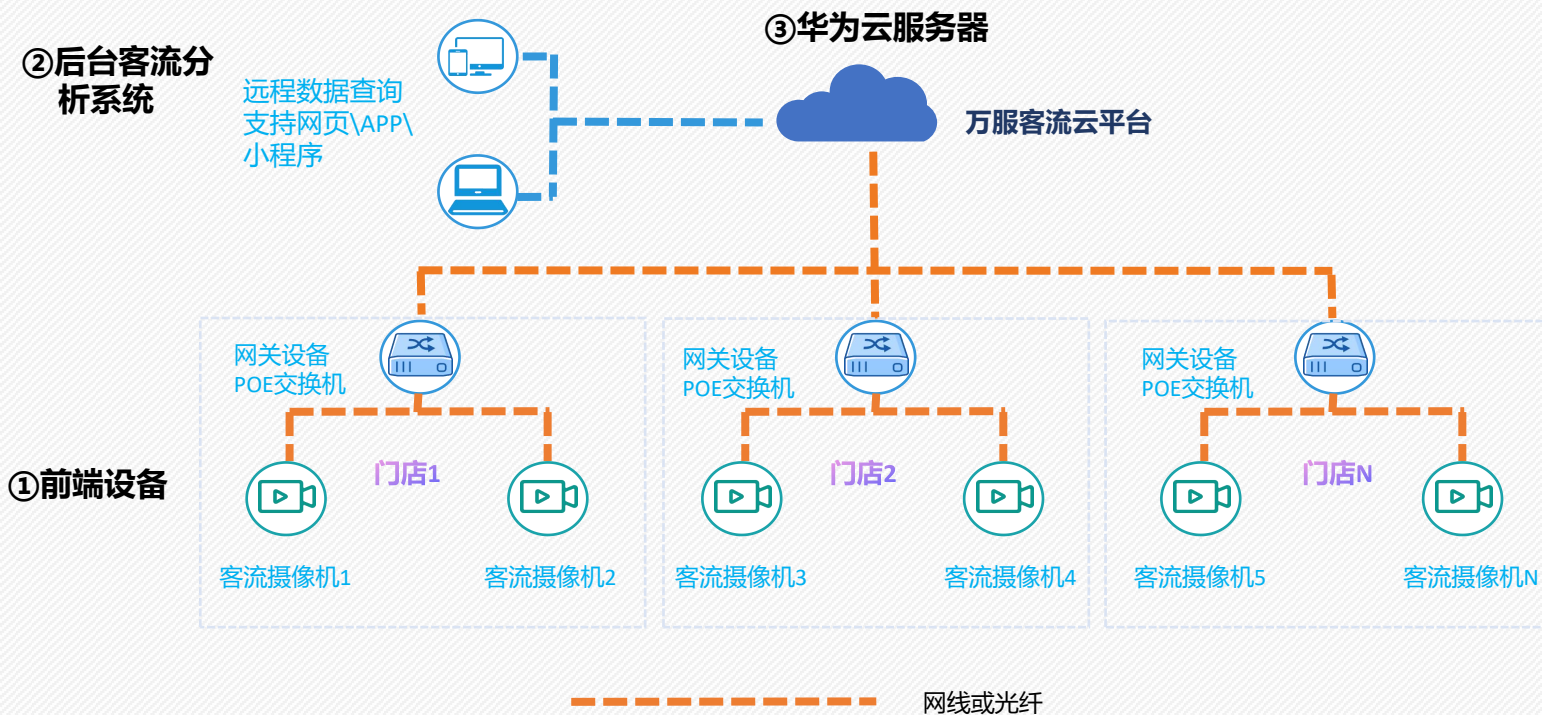 ③华为云服务器
②后台客流分
析系统
远程数据查询
支持网页\APP\
小程序
万服客流云平台
网关设备
POE交换机
网关设备
POE交换机
网关设备
POE交换机
①前端设备
门店1
门店2
门店N
客流摄像机1
客流摄像机2
客流摄像机3
客流摄像机4
客流摄像机5
客流摄像机N
网线或光纤